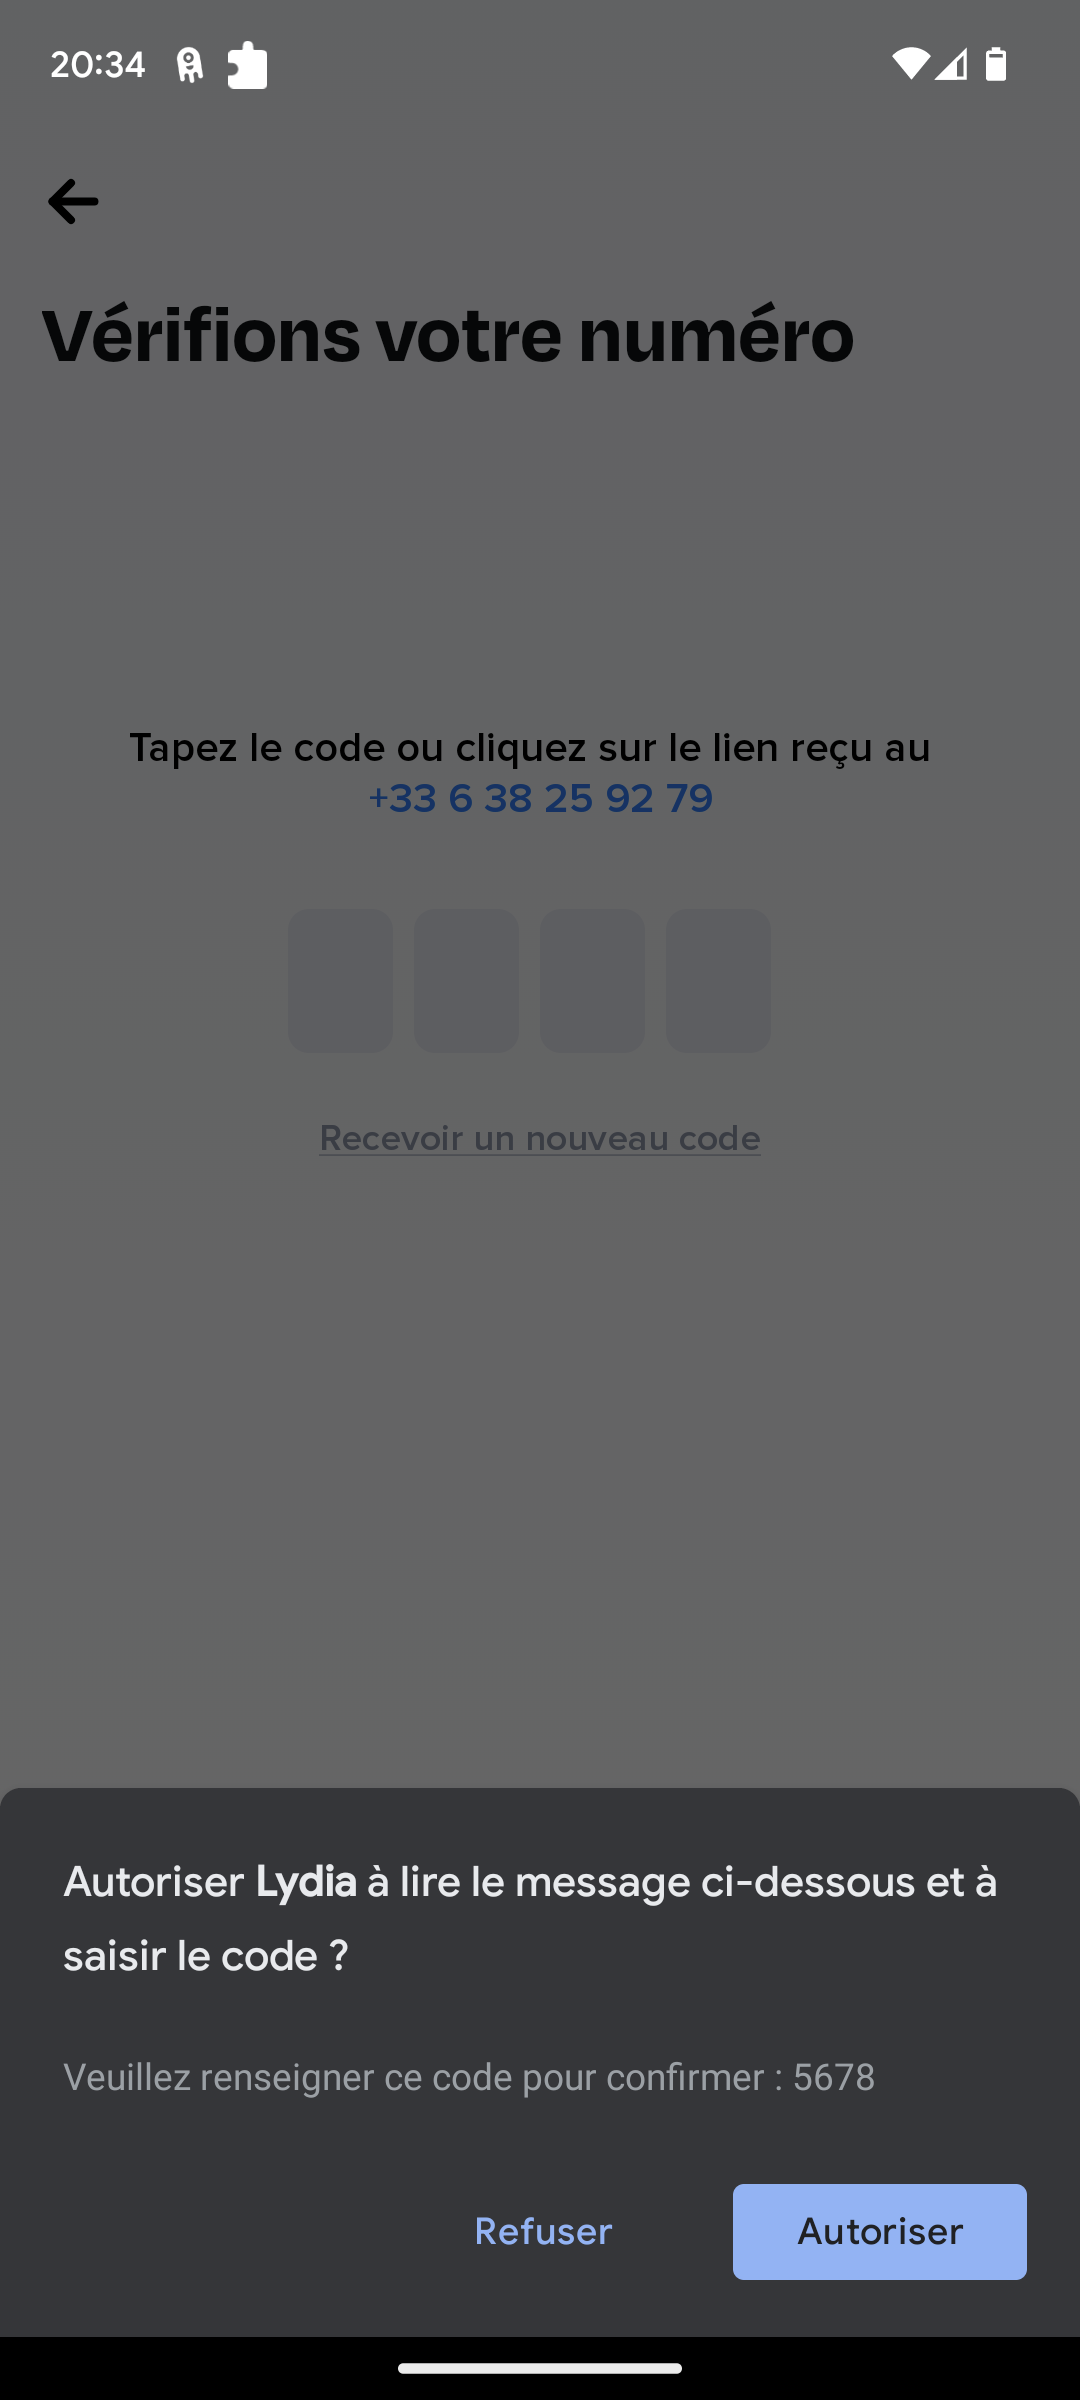 20:34
Vérifions votre numéro
Tapez le code ou cliquez sur le lien reçu au
+33 6 38 25 92 79
Recevoir un nouveau code
Autoriser Lydia à lire le message ci-dessous et à
saisir le code ?
Veuillez renseigner ce code pour confirmer : 5678
Refuser
Autoriser